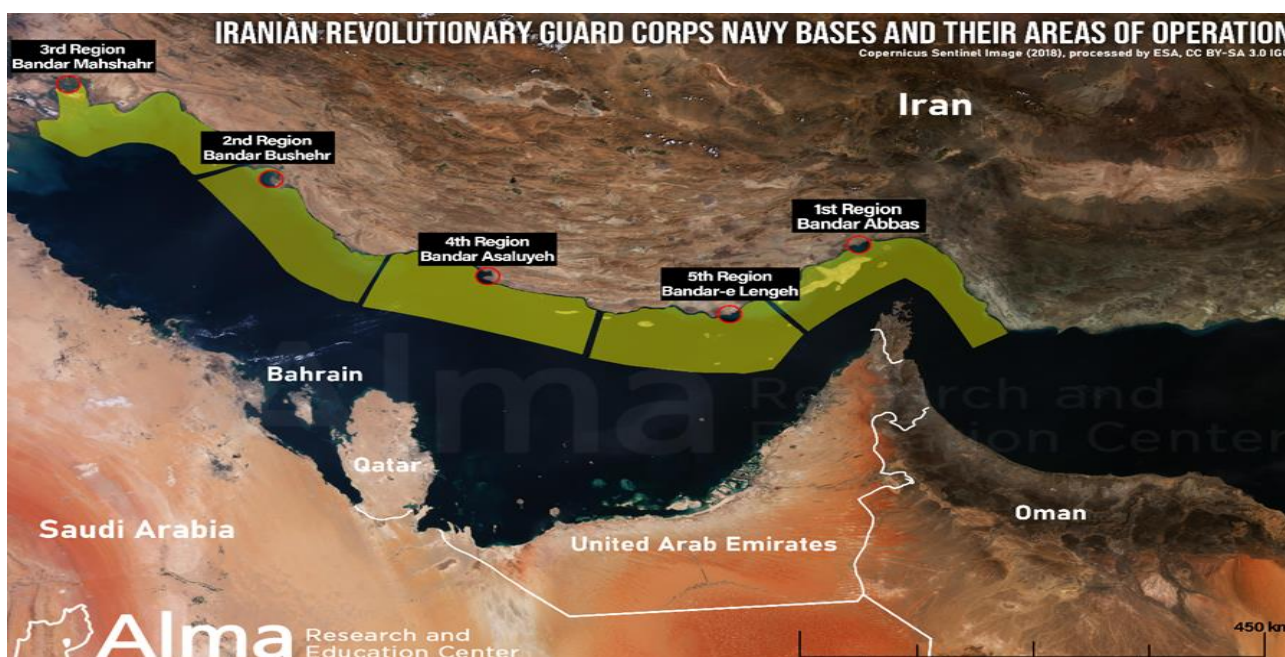 IRANIAN REVOLUTIONARY GUARD CORPS NAVY BASES AND THEIR AREAS OF OPERATION
Copernicus Sentinel Image (2018), processed by ESA, CC BY-SA 3.0 IGO
3rd Region
Bandar Mahshahr
Iran
2nd Region
Bandar Bushehr
1st Region
Bandar Abbas
4th Region
Bandar Asaluyeh
5th Region
Bandar-e Lengeh
Bahrain
Alma Research and
Education Center
Qatar
Saudi Arabia
United Arab Emirates
Oman
Alma Research and
Education Center
450 km